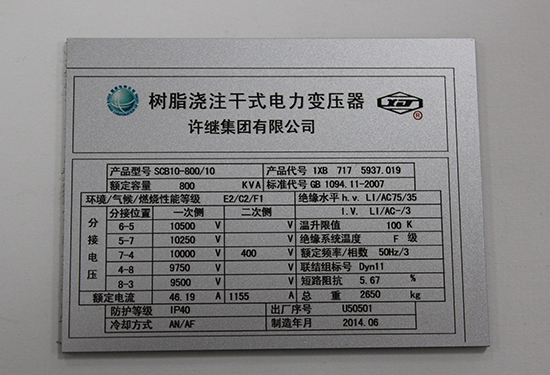 树脂浇注干式电力变压器 XJ ®
许继集团有限公司
产品型号 SCB10-800/10 产品代号 1XB 717 5937.019
额定容量 800 KVA 标准代号 GB 1094.11-2007
环境/气候/燃烧性能等级 E2/C2/F1 绝缘水平 h.v. LI/AC75/35
分接电压 分接位置 一次侧 二次侧 l.V. LI/AC-/3
6-5 10500 V V 温升限值 100 K
5-7 10250 V V 绝缘系统温度 F 级
7-4 10000 V 400 V 额定频率/相数 50Hz/3
4-8 9750 V V 联结组标号 Dyn11
8-3 9500 V V 短路阻抗 5.67 %
额定电流 46.19 A 1155 A 总重 2650 kg
防护等级 IP40 出厂序号 U50501
冷却方式 AN/AF 制造年月 2014.06